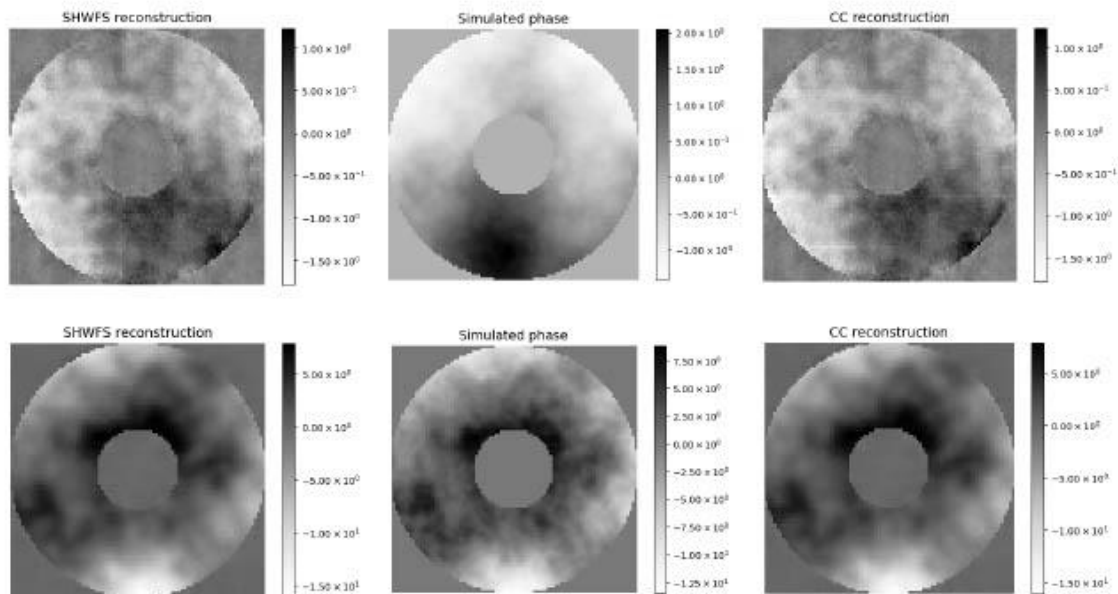 SHWFS reconstruction
1.00 × 10⁰
5.00 × 10⁻¹
0.00 × 10⁰
−5.00 × 10⁻¹
−1.00 × 10⁰
−1.50 × 10⁰
Simulated phase
2.00 × 10⁰
1.50 × 10⁰
1.00 × 10⁰
5.00 × 10⁻¹
0.00 × 10⁰
−5.00 × 10⁻¹
−1.00 × 10⁰
CC reconstruction
1.00 × 10⁰
5.00 × 10⁻¹
0.00 × 10⁰
−5.00 × 10⁻¹
−1.00 × 10⁰
−1.50 × 10⁰
SHWFS reconstruction
5.00 × 10⁰
0.00 × 10⁰
−5.00 × 10⁰
−1.00 × 10¹
−1.50 × 10¹
Simulated phase
7.50 × 10⁰
5.00 × 10⁰
2.50 × 10⁰
0.00 × 10⁰
−2.50 × 10⁰
−5.00 × 10⁰
−7.50 × 10⁰
−1.00 × 10¹
−1.25 × 10¹
CC reconstruction
5.00 × 10⁰
0.00 × 10⁰
−5.00 × 10⁰
−1.00 × 10¹
−1.50 × 10¹